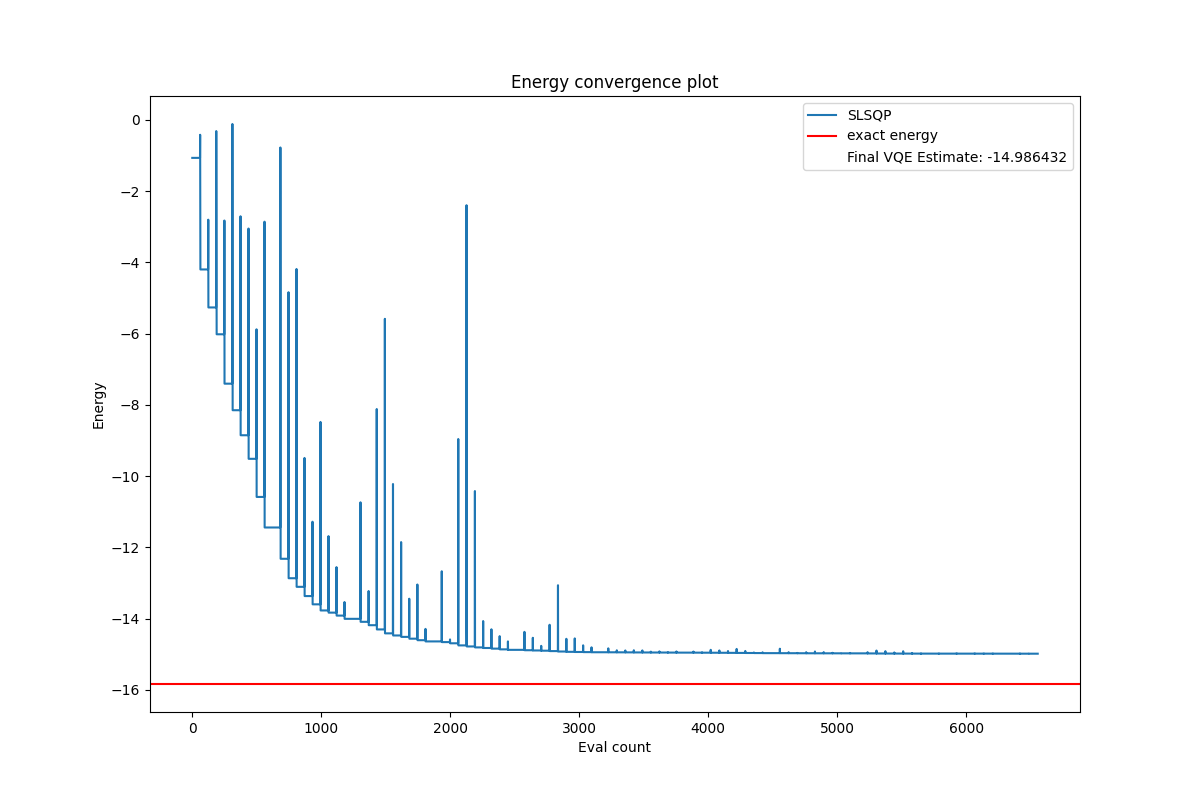 Energy convergence plot
SLSQP
exact energy
Final VQE Estimate: -14.986432
0
−2
−4
−6
−8
−10
−12
−14
−16
Energy
0 1000 2000 3000 4000 5000 6000
Eval count